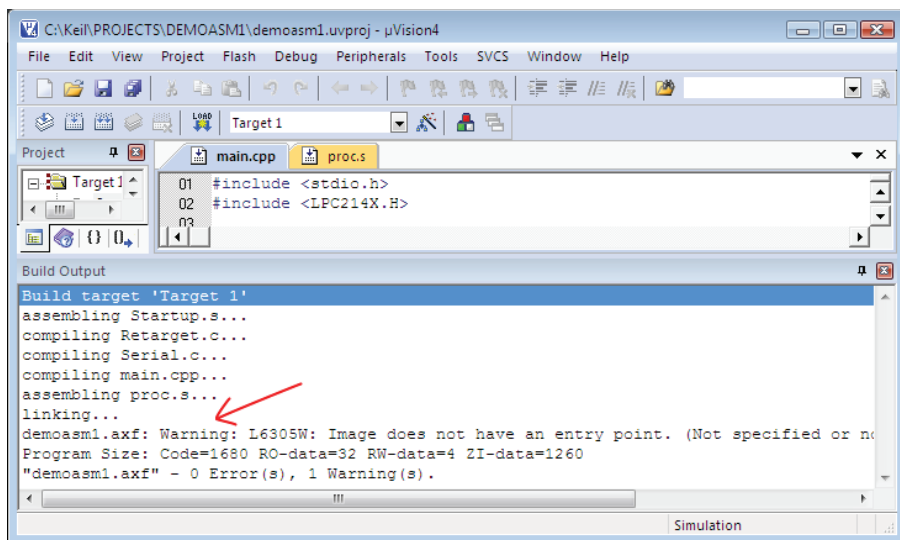 C:\Keil\PROJECTS\DEMOASM1\demoasm1.uvproj - µVision4
File Edit View Project Flash Debug Peripherals Tools SVCS Window Help
LOAD Target 1
Project main.cpp proc.s
Target 1
01 #include <stdio.h>
02 #include <LPC214X.H>
03
Build Output
Build target 'Target 1'
assembling Startup.s...
compiling Retarget.c...
compiling Serial.c...
compiling main.cpp...
assembling proc.s...
linking...
demoasm1.axf: Warning: L6305W: Image does not have an entry point. (Not specified or
Program Size: Code=1680 RO-data=32 RW-data=4 ZI-data=1260
"demoasm1.axf" - 0 Error(s), 1 Warning(s).
Simulation